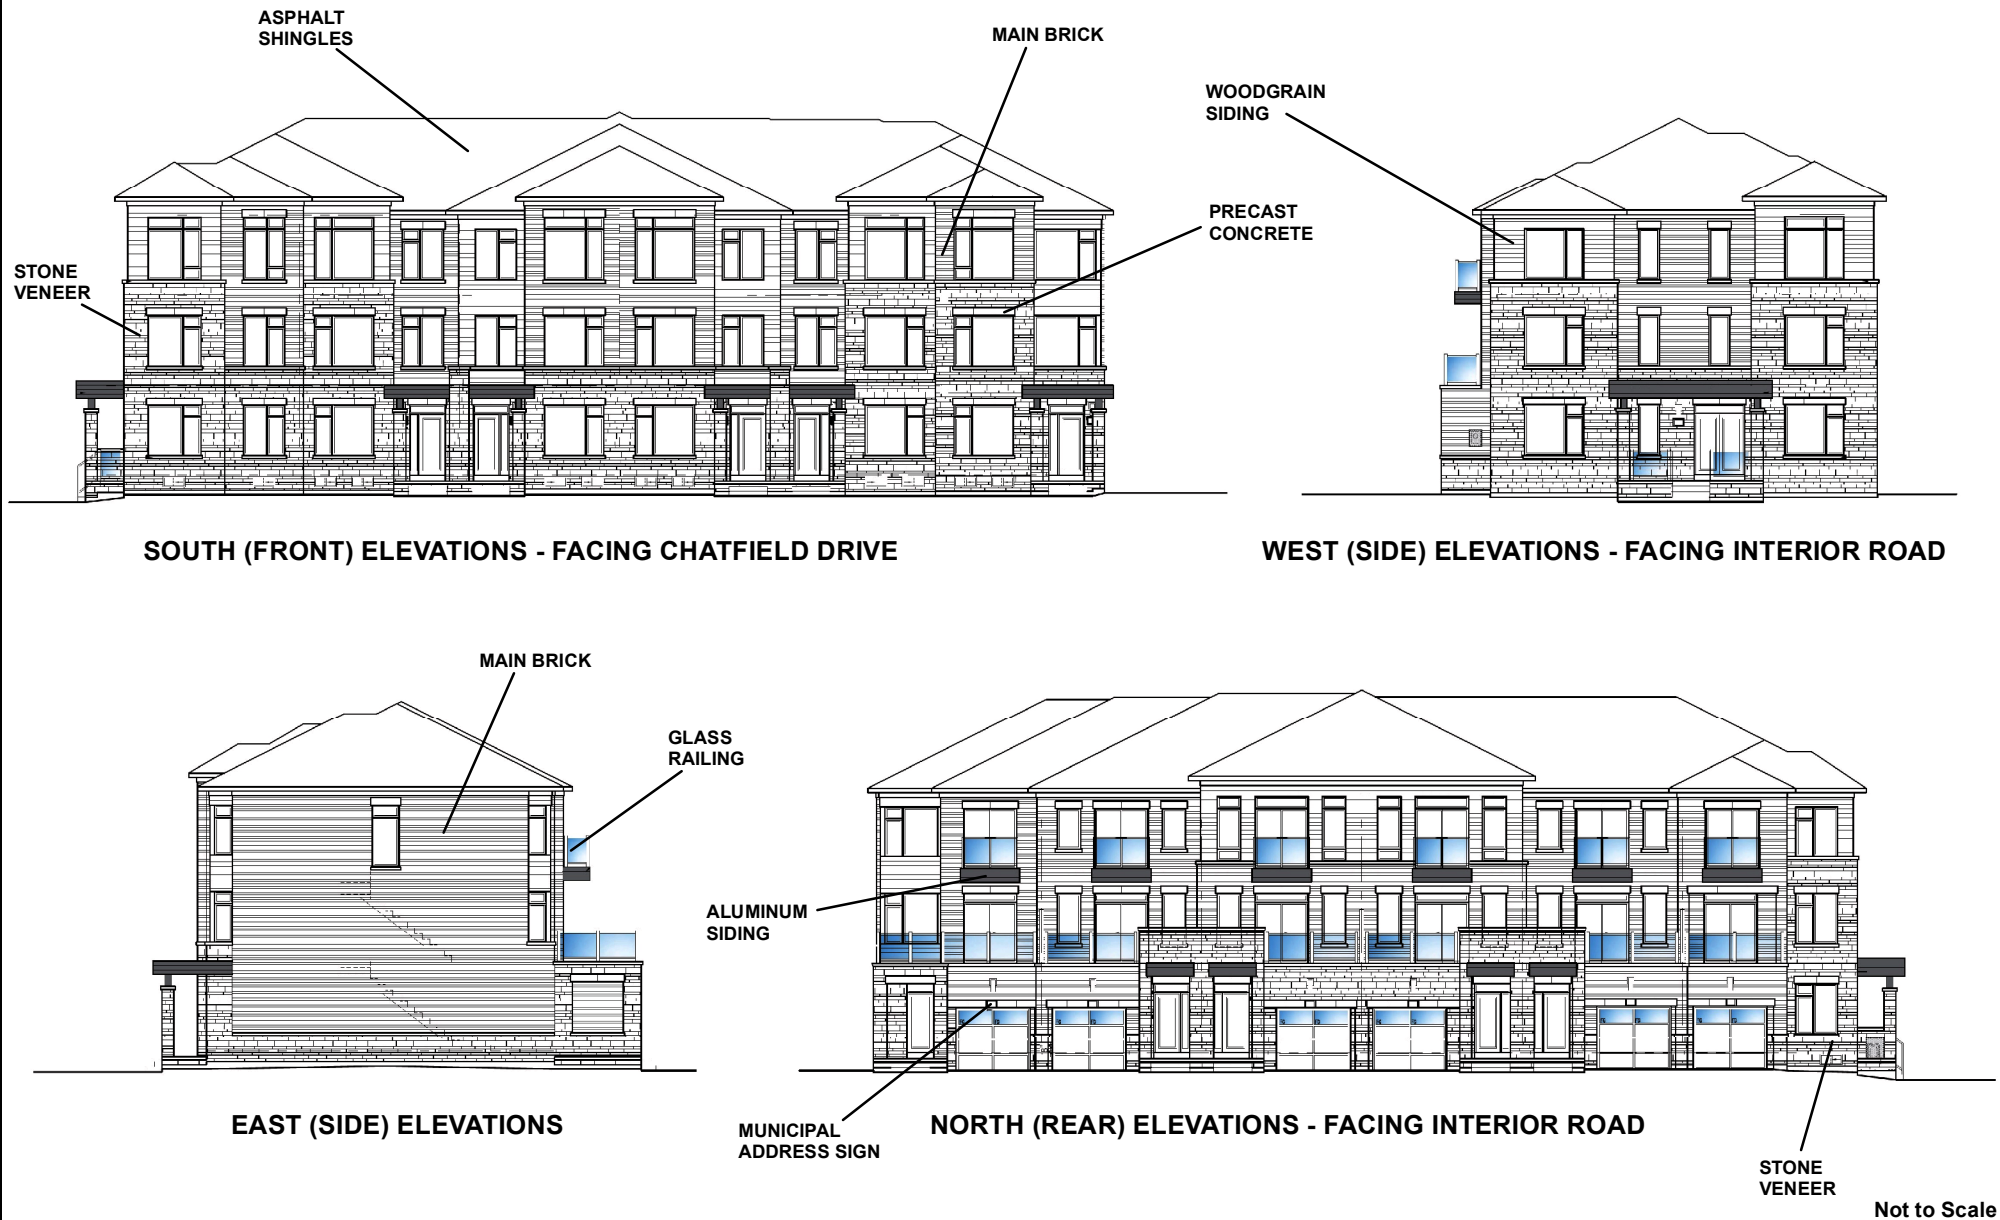 ASPHALT
SHINGLES
MAIN BRICK
WOODGRAIN
SIDING
PRECAST
CONCRETE
STONE
VENEER
SOUTH (FRONT) ELEVATIONS - FACING CHATFIELD DRIVE
WEST (SIDE) ELEVATIONS - FACING INTERIOR ROAD
MAIN BRICK
GLASS
RAILING
ALUMINUM
SIDING
MUNICIPAL
ADDRESS SIGN
EAST (SIDE) ELEVATIONS
NORTH (REAR) ELEVATIONS - FACING INTERIOR ROAD
STONE
VENEER
Not to Scale